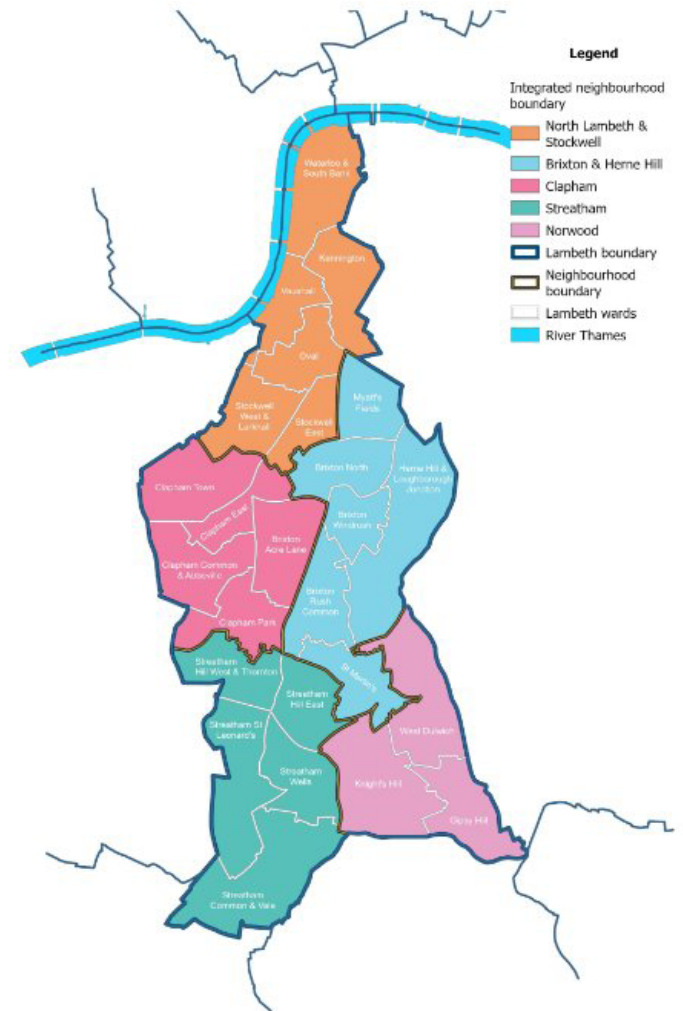 Legend
Integrated neighbourhood
boundary
North Lambeth &
Stockwell
Brixton & Herne Hill
Clapham
Streatham
Norwood
Lambeth boundary
Neighbourhood
boundary
Lambeth wards
River Thames
Waterloo &
South Bank
Kennington
Vauxhall
Oval
Stockwell
West &
Larkhall
Stockwell
East
Myatt's
Fields
Brixton North
Herne Hill &
Loughborough
Junction
Clapham Town
Clapham East
Brixton
Windrush
Brixton
Acre Lane
Clapham Common
& Abbeville
Brixton
Rush
Common
Clapham Park
Streatham
Hill West & Thornton
St Martin's
Streatham
Hill East
Streatham St
Leonard's
West Dulwich
Streatham
Wells
Knight's Hill
Gipsy Hill
Streatham
Common & Vale